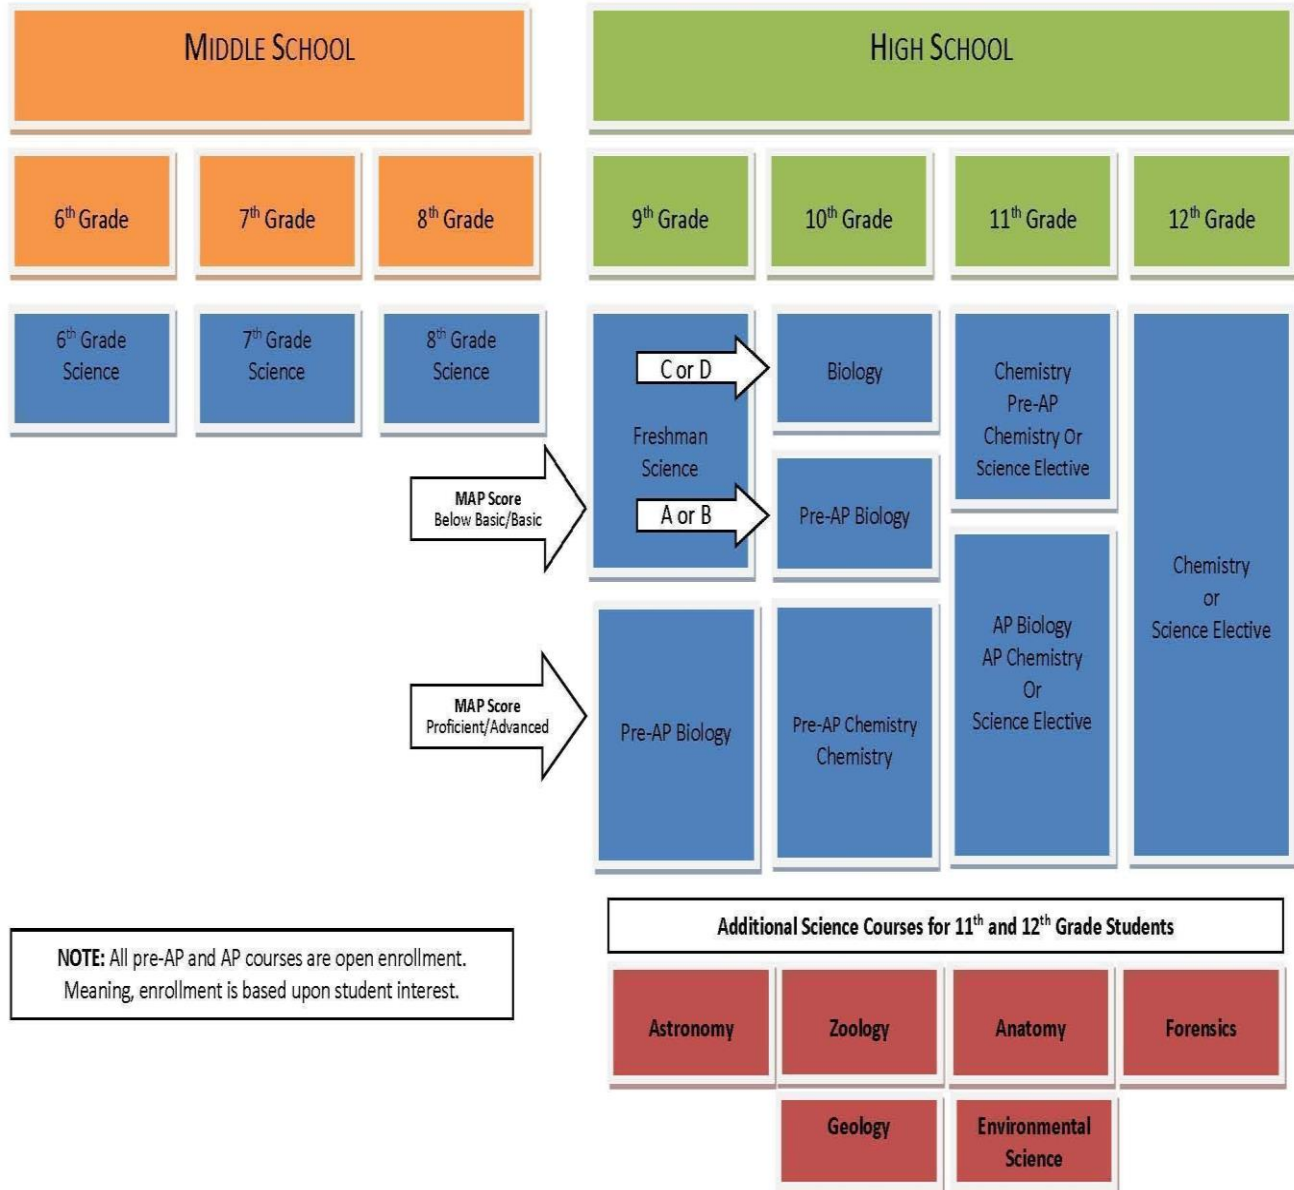 MIDDLE SCHOOL
HIGH SCHOOL
6th Grade
7th Grade
8th Grade
9th Grade
10th Grade
11th Grade
12th Grade
6th Grade
Science
7th Grade
Science
8th Grade
Science
Freshman
Science
C or D
A or B
Biology
Pre-AP Biology
Chemistry
Pre-AP
Chemistry Or
Science Elective
MAP Score
Below Basic/Basic
Chemistry
or
Science Elective
MAP Score
Proficient/Advanced
Pre-AP Biology
Pre-AP Chemistry
Chemistry
AP Biology
AP Chemistry
Or
Science Elective
NOTE: All pre-AP and AP courses are open enrollment.
Meaning, enrollment is based upon student interest.
Additional Science Courses for 11th and 12th Grade Students
Astronomy
Zoology
Anatomy
Forensics
Geology
Environmental
Science